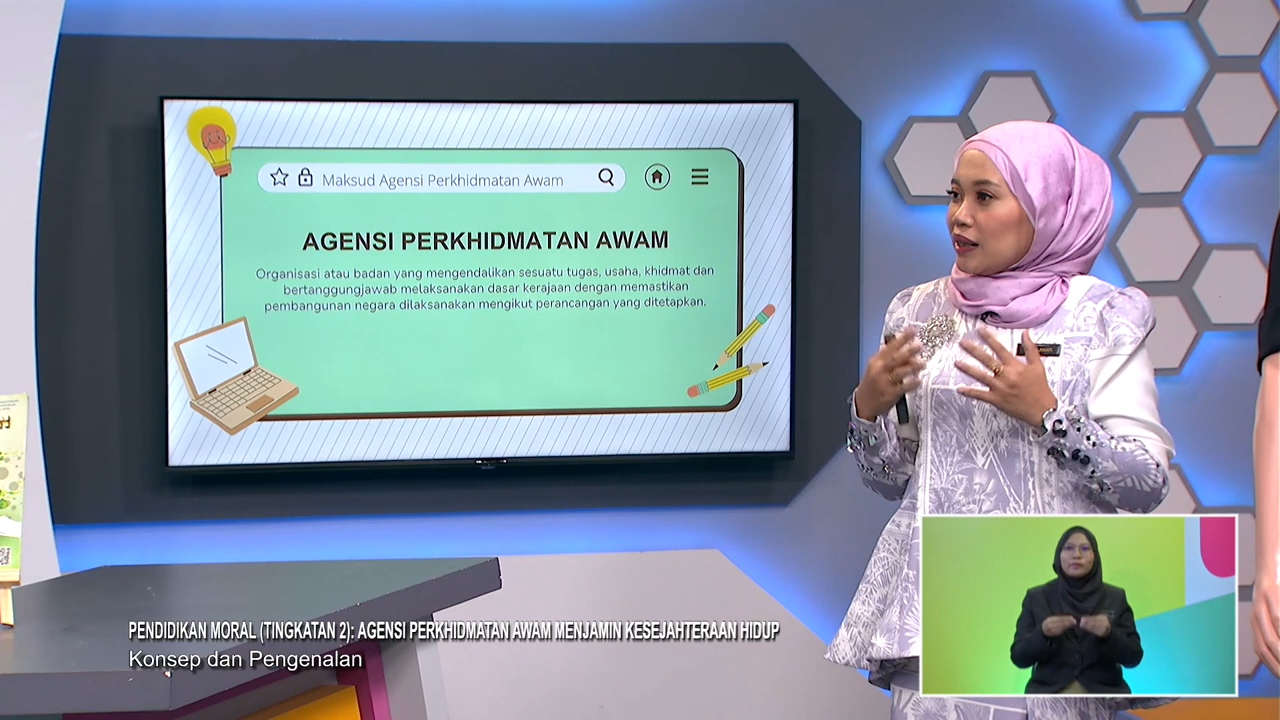 Maksud Agensi Perkhidmatan Awam
AGENSI PERKHIDMATAN AWAM
Organisasi atau badan yang mengendalikan sesuatu tugas, usaha, khidmat dan
bertanggungjawab melaksanakan dasar kerajaan dengan memastikan
pembangunan negara dilaksanakan mengikut perancangan yang ditetapkan.
PENDIDIKAN MORAL (TINGKATAN 2): AGENSI PERKHIDMATAN AWAM MENJAMIN KESEJAHTERAAN HIDUP
Konsep dan Pengenalan